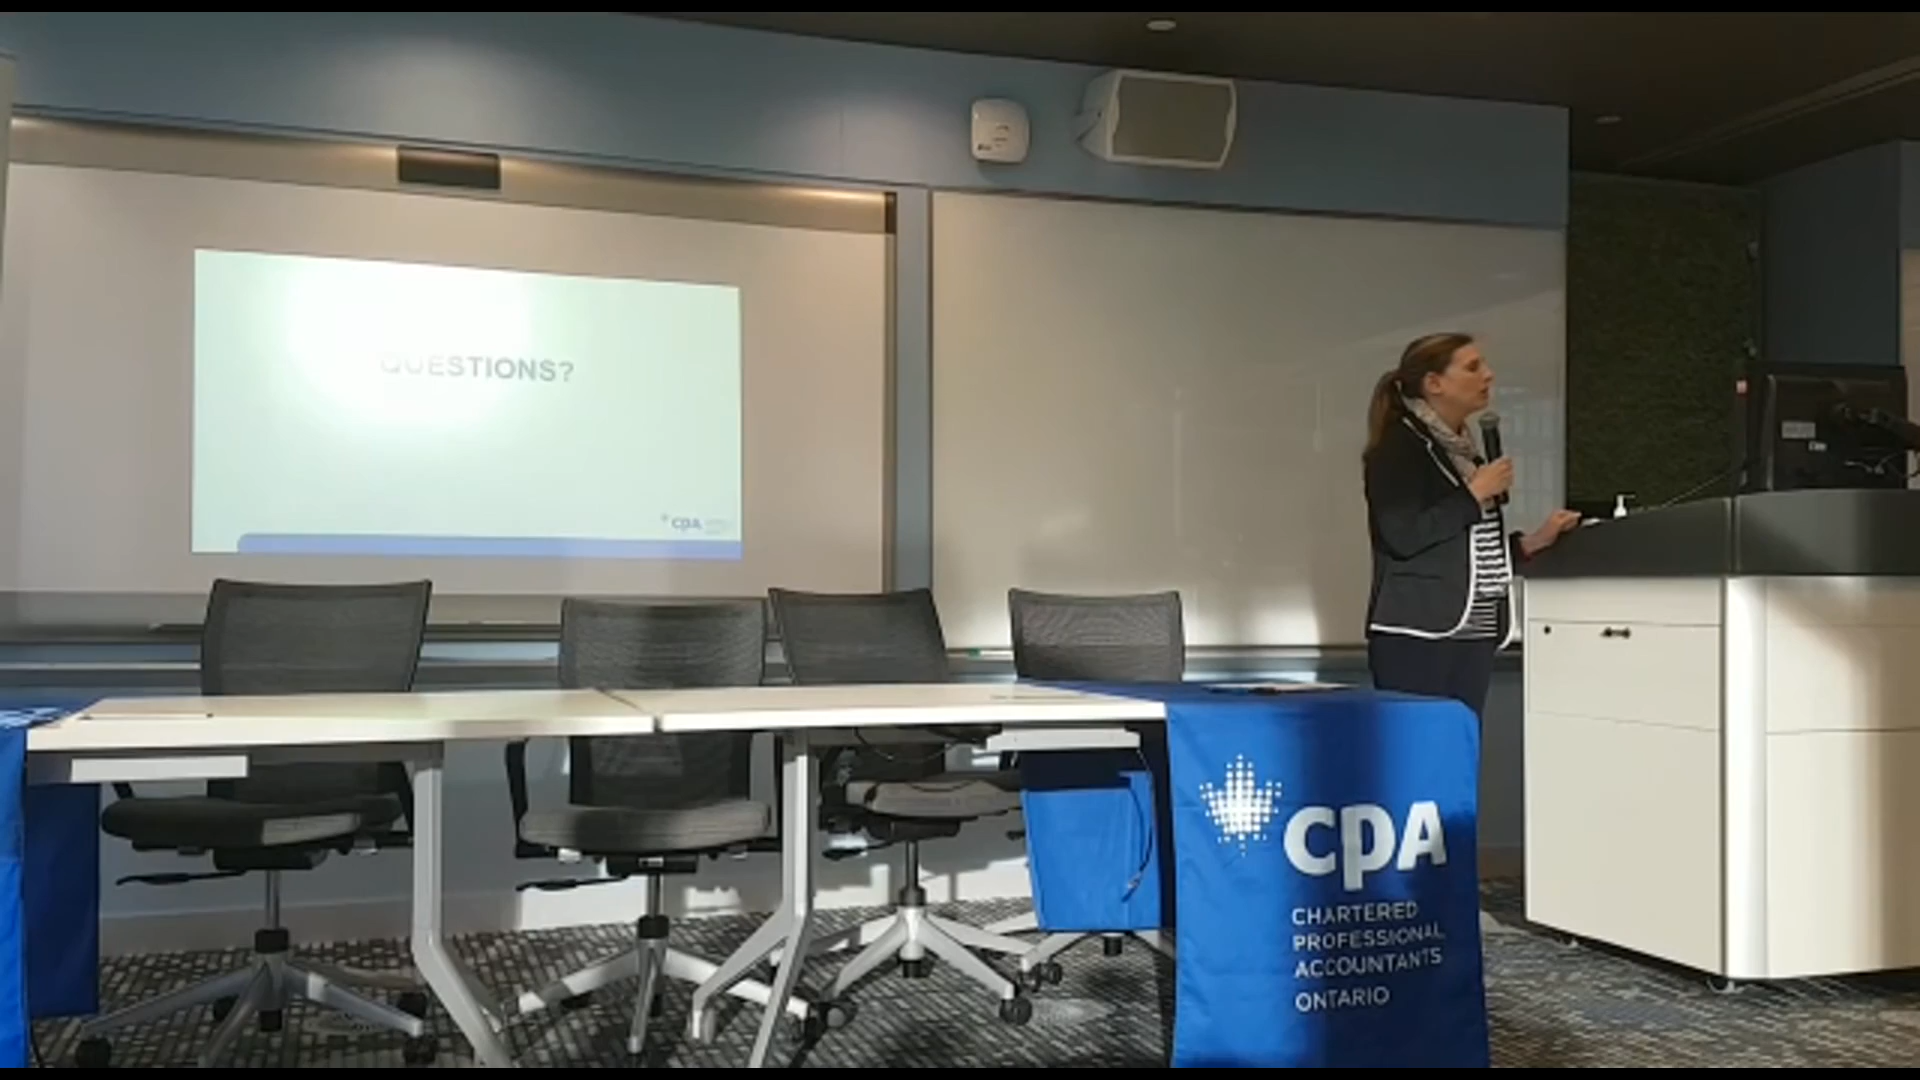 QUESTIONS?
CPA
CPA
CHARTERED
PROFESSIONAL
ACCOUNTANTS
ONTARIO